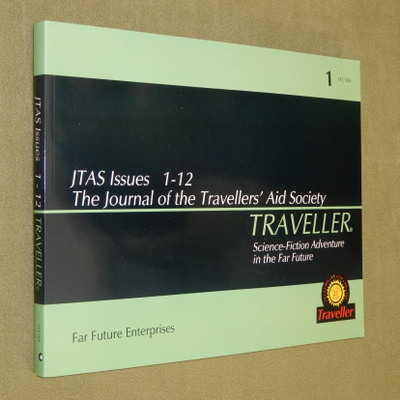 JTAS Issues 1 - 12 TRAVELLER
1
JTAS Issues 1-12
The Journal of the Travellers' Aid Society
TRAVELLER
Science-Fiction Adventure
in the Far Future
Traveller
Far Future Enterprises